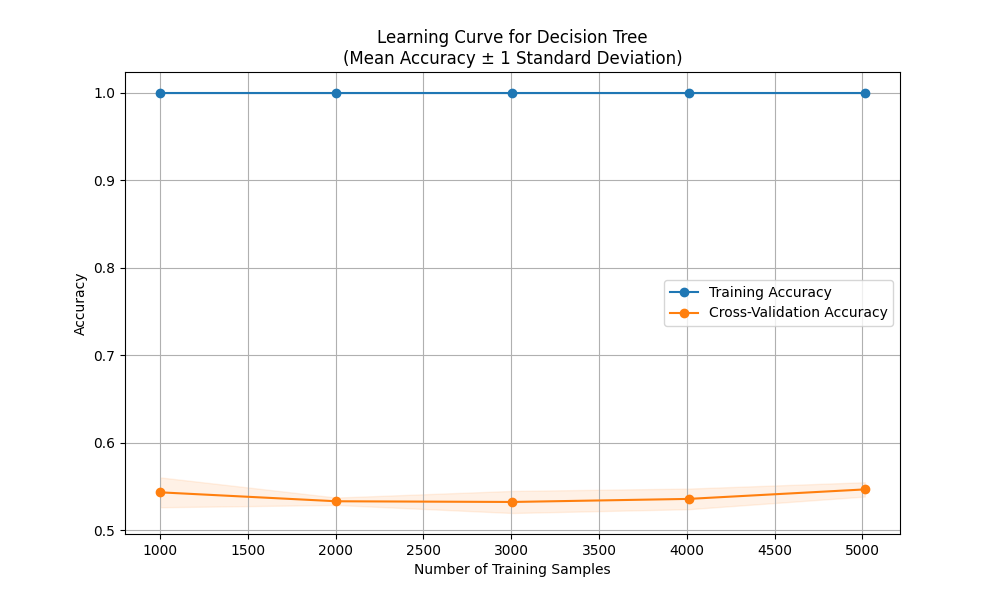 Learning Curve for Decision Tree
(Mean Accuracy ± 1 Standard Deviation)
1.0
0.9
0.8
0.7
0.6
0.5
Accuracy
Training Accuracy
Cross-Validation Accuracy
1000 1500 2000 2500 3000 3500 4000 4500 5000
Number of Training Samples